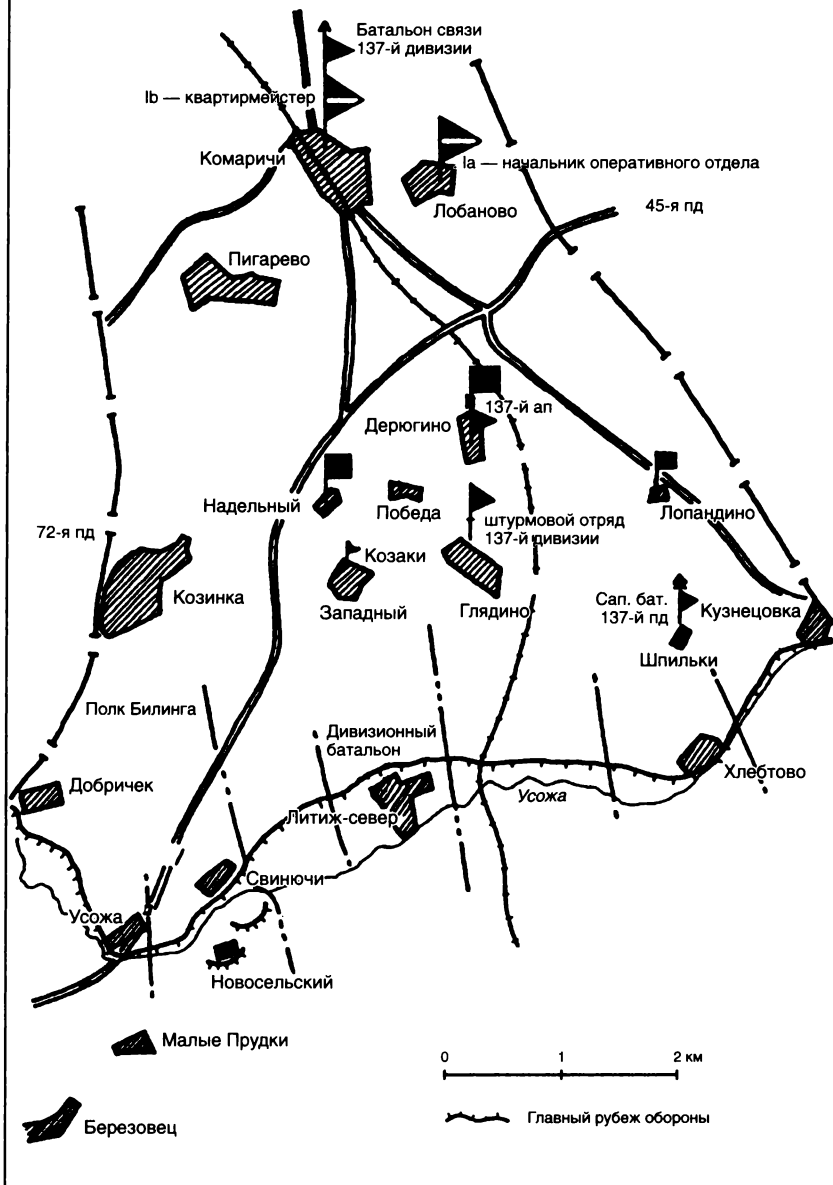 Батальон связи
137-й дивизии
Ib — квартирмейстер
Комаричи
Ia — начальник оперативного отдела
Лобаново
45-я пд
Пигарево
137-й ап
Дерюгино
Надельный
Победа
Лопандино
штурмовой отряд
137-й дивизии
72-я пд
Козаки
Козинка
Западный
Глядино
Сап. бат.
137-й пд
Кузнецовка
Шпильки
Полк Билинга
Дивизионный
батальон
Хлебтово
Добричек
Усожа
Литиж-север
Свинючи
Усожа
Новосельский
Малые Прудки
0 1 2 км
Главный рубеж обороны
Березовец